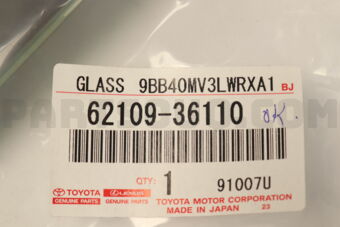 GLASS 9BB40MV3LWRXA1 BJ
62109-36110 OK.
QTY: 1 91007U
TOYOTA LEXUS TOYOTA MOTOR CORPORATION
GENUINE PARTS GENUINE PARTS MADE IN JAPAN 23